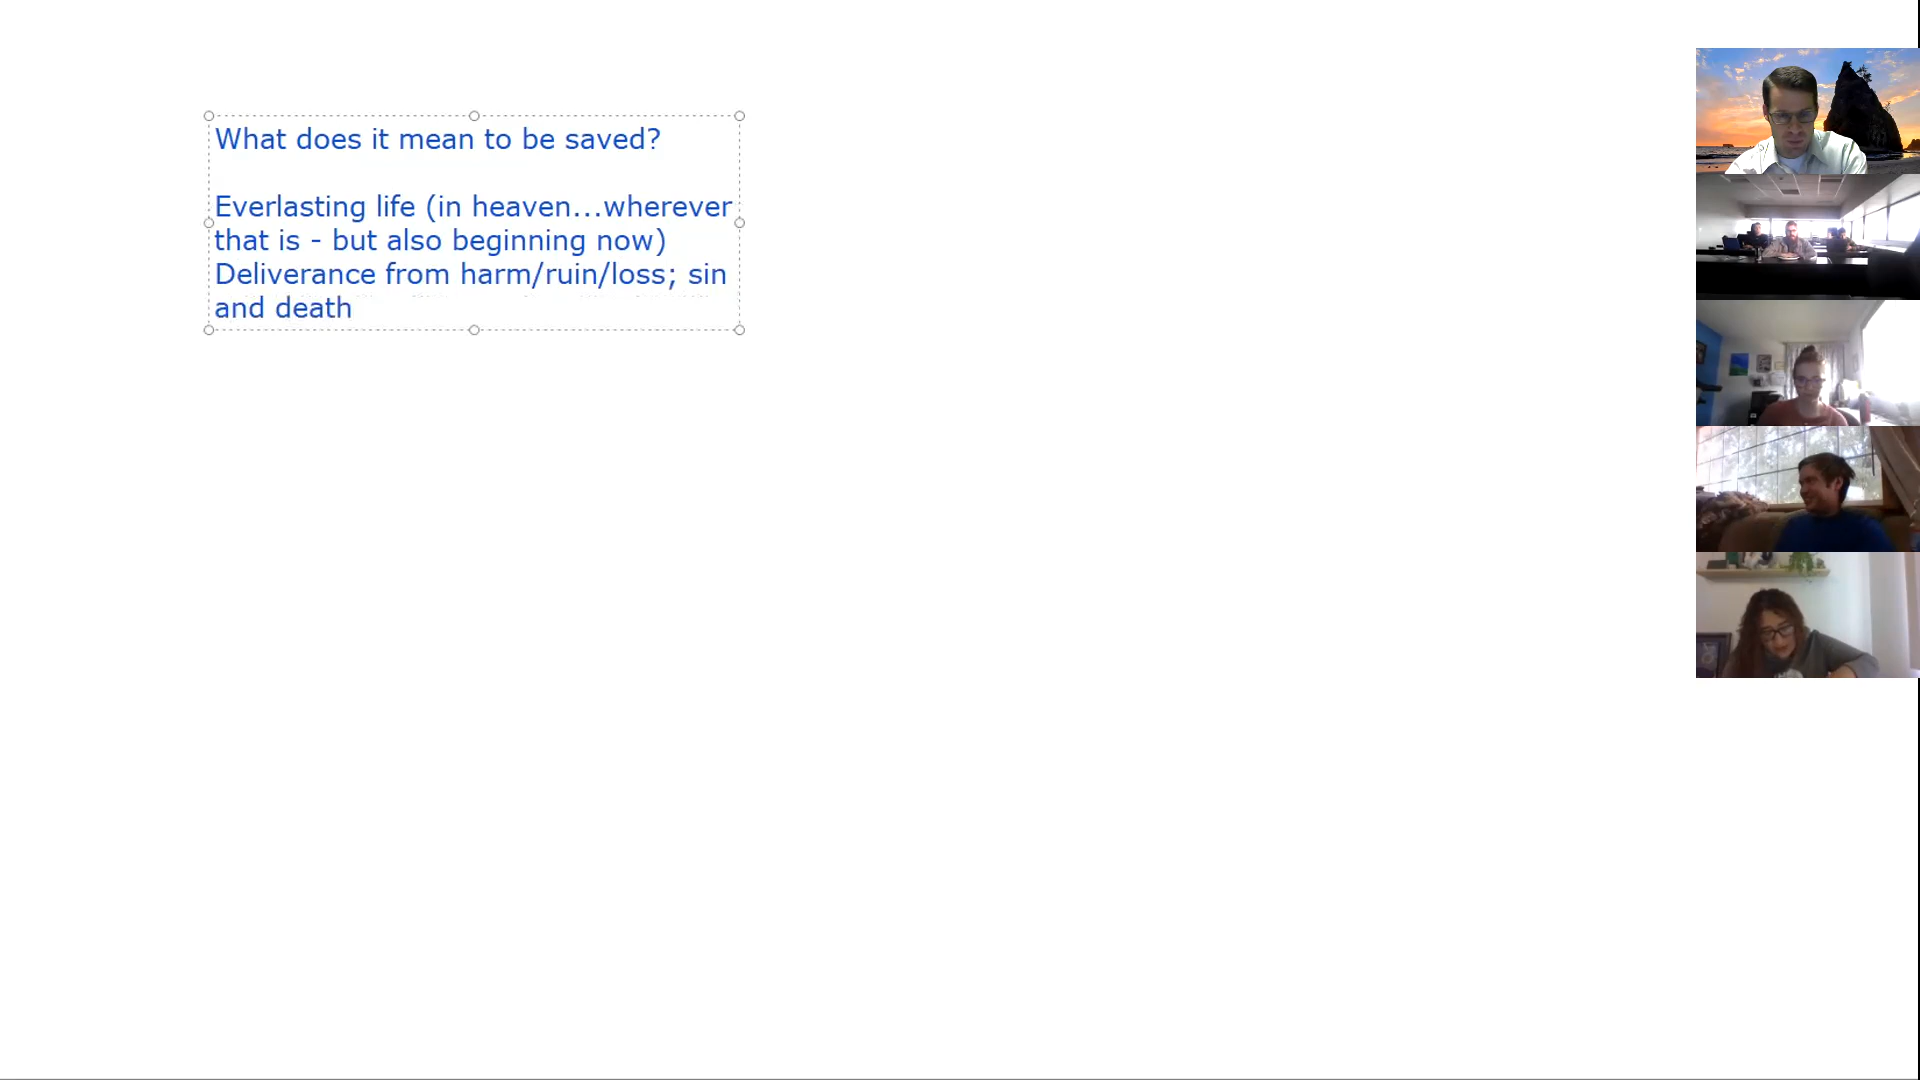 What does it mean to be saved?
Everlasting life (in heaven...wherever
that is - but also beginning now)
Deliverance from harm/ruin/loss; sin
and death